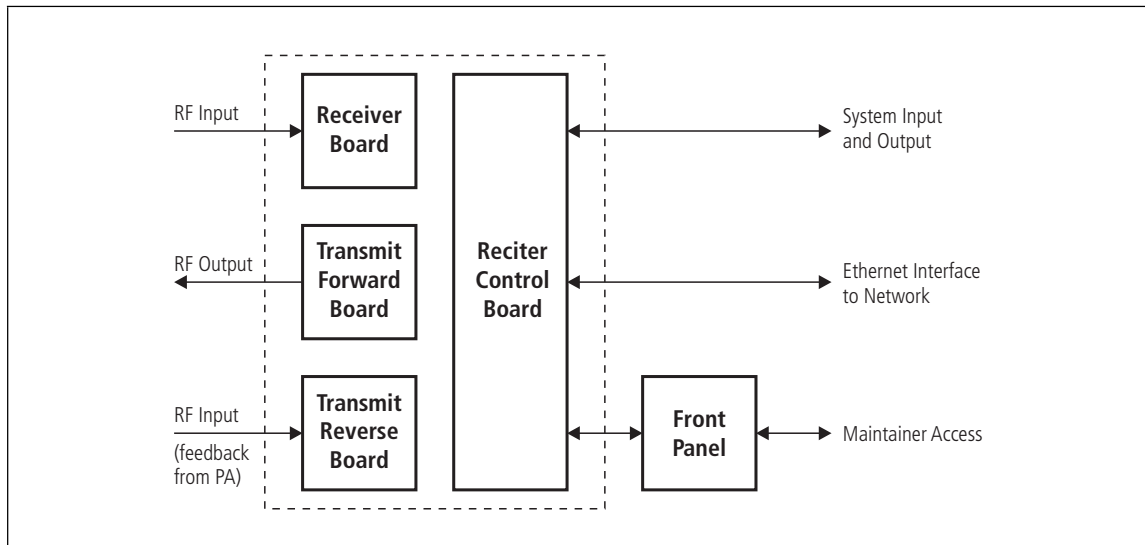 RF Input
Receiver
Board
System Input
and Output
RF Output
Transmit
Forward
Board
Reciter
Control
Board
Ethernet Interface
to Network
RF Input
(feedback
from PA)
Transmit
Reverse
Board
Front
Panel
Maintainer Access